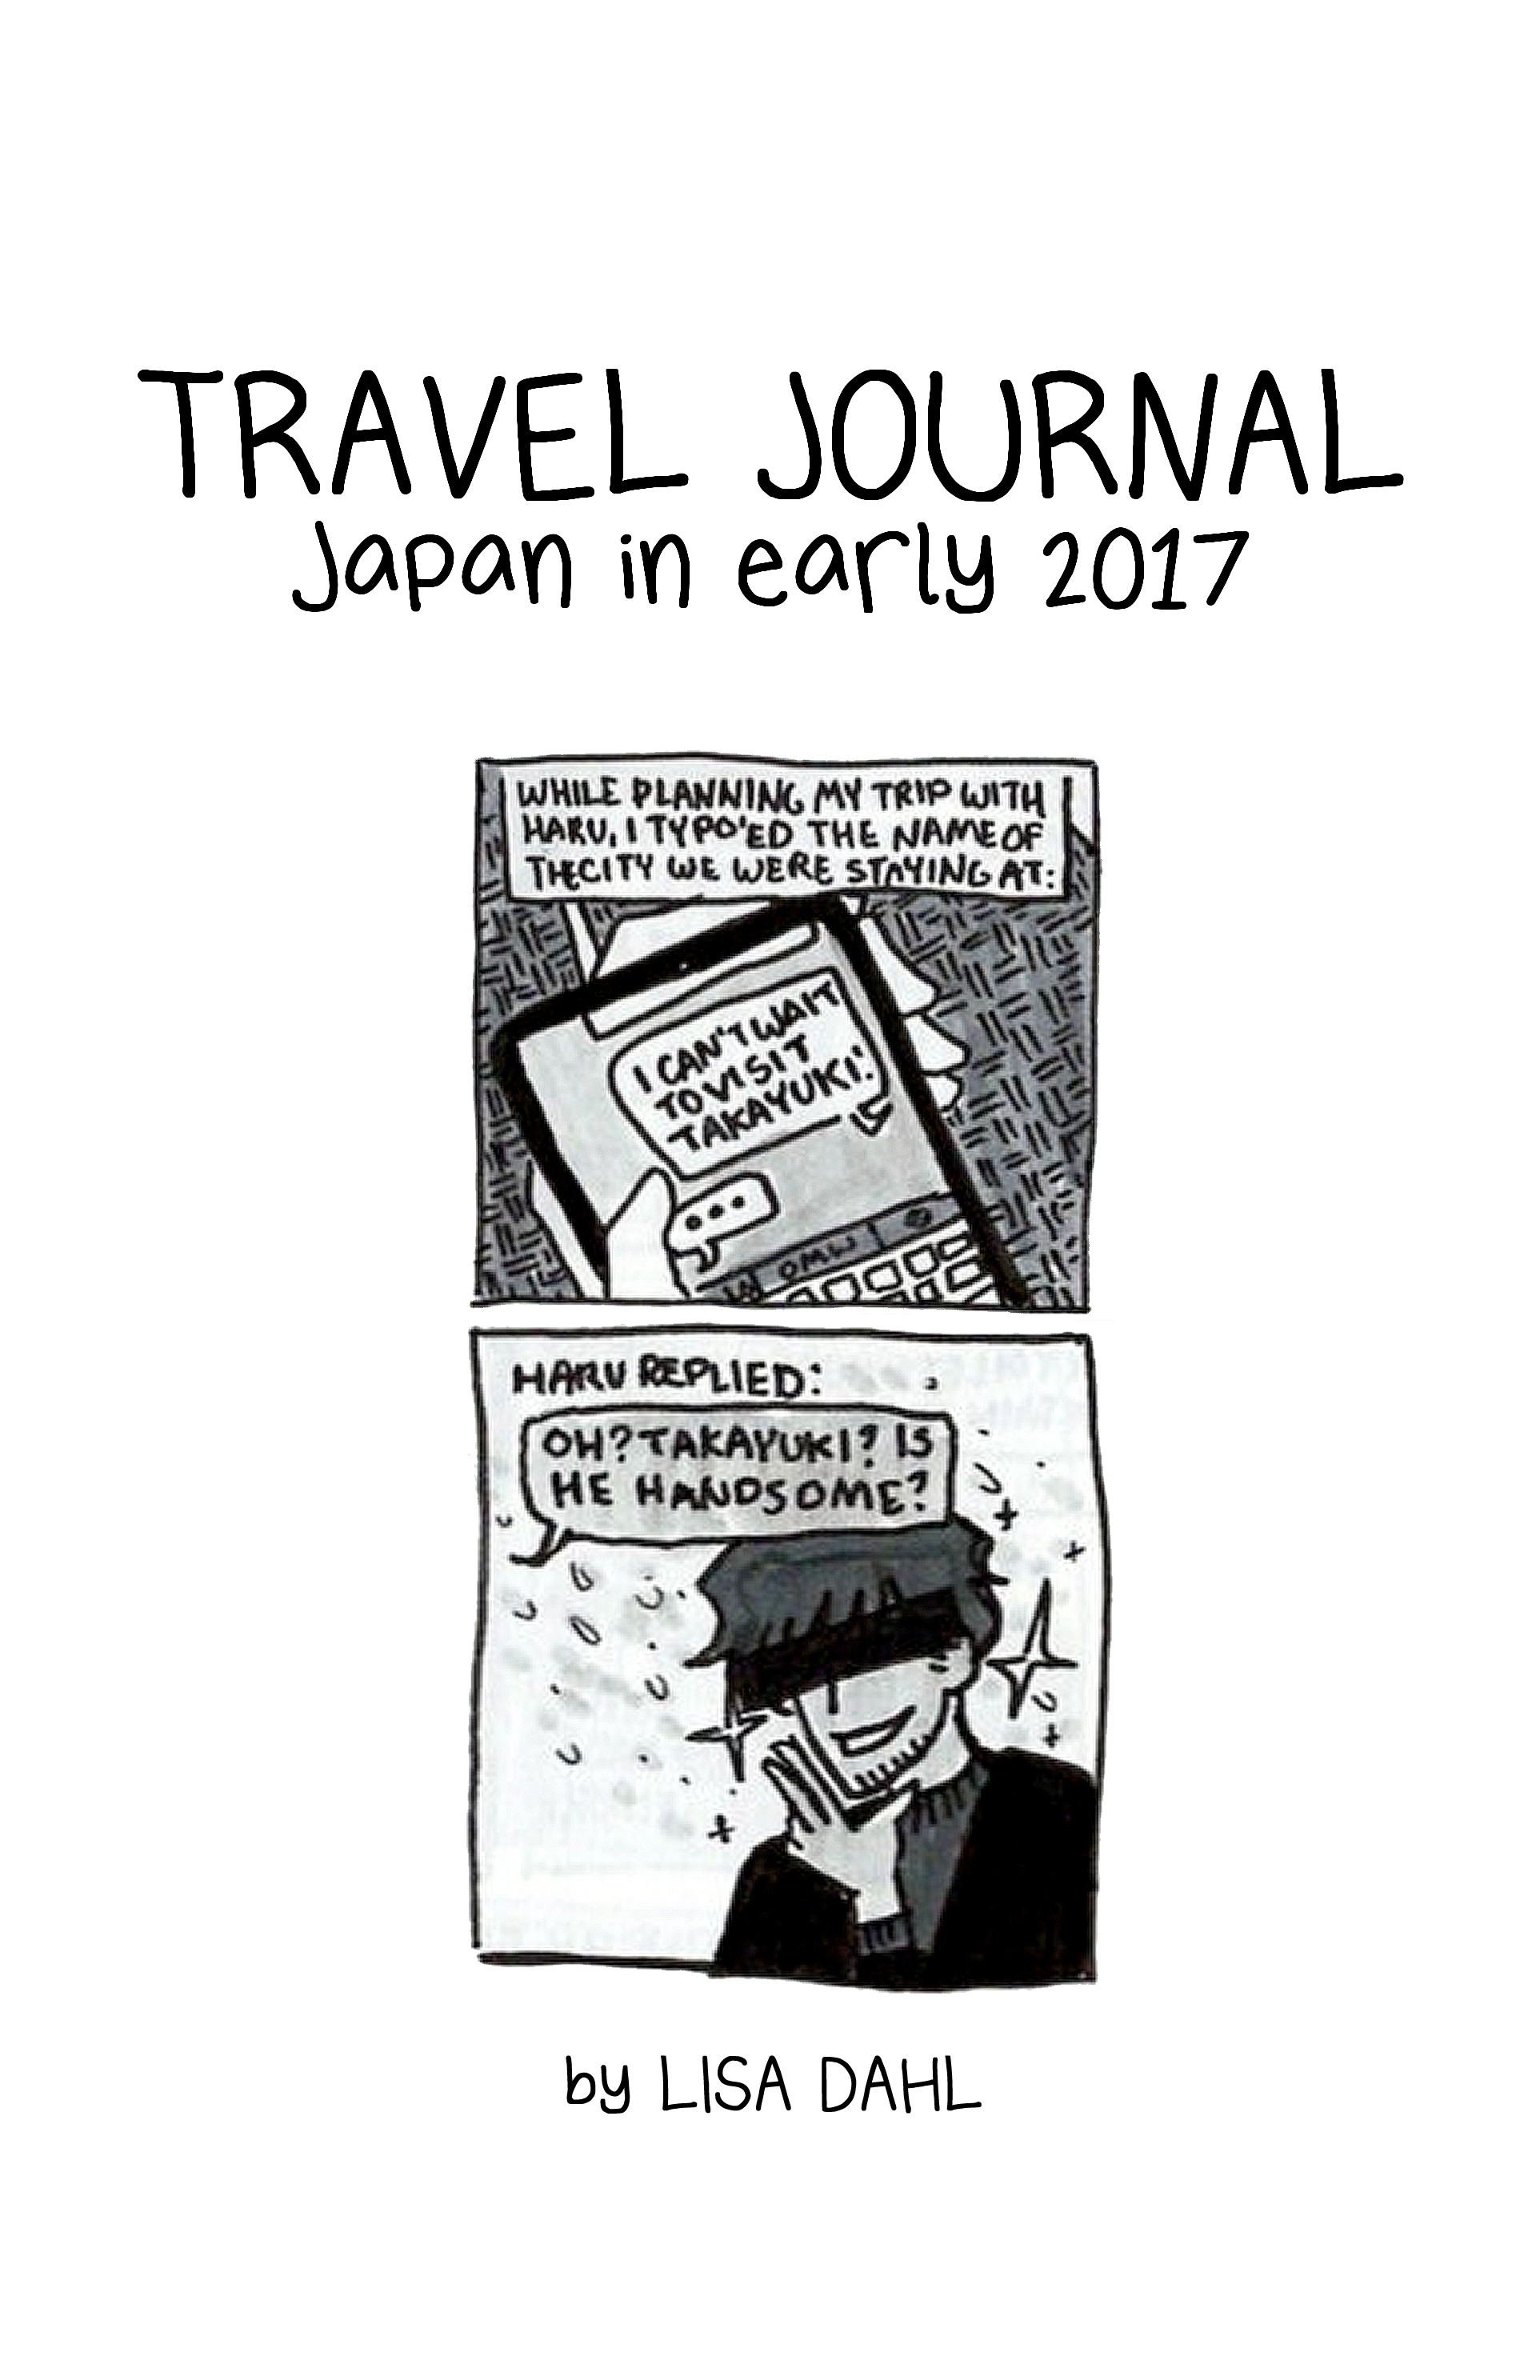 TRAVEL JOURNAL
Japan in early 2017
WHILE PLANNING MY TRIP WITH
HARU, I TYPO'ED THE NAME OF
THE CITY WE WERE STAYING AT:
I CAN'T WAIT
TO VISIT
TAKAYUKI!
...
OMW
HARU REPLIED:
OH? TAKAYUKI? IS
HE HANDSOME?
by LISA DAHL